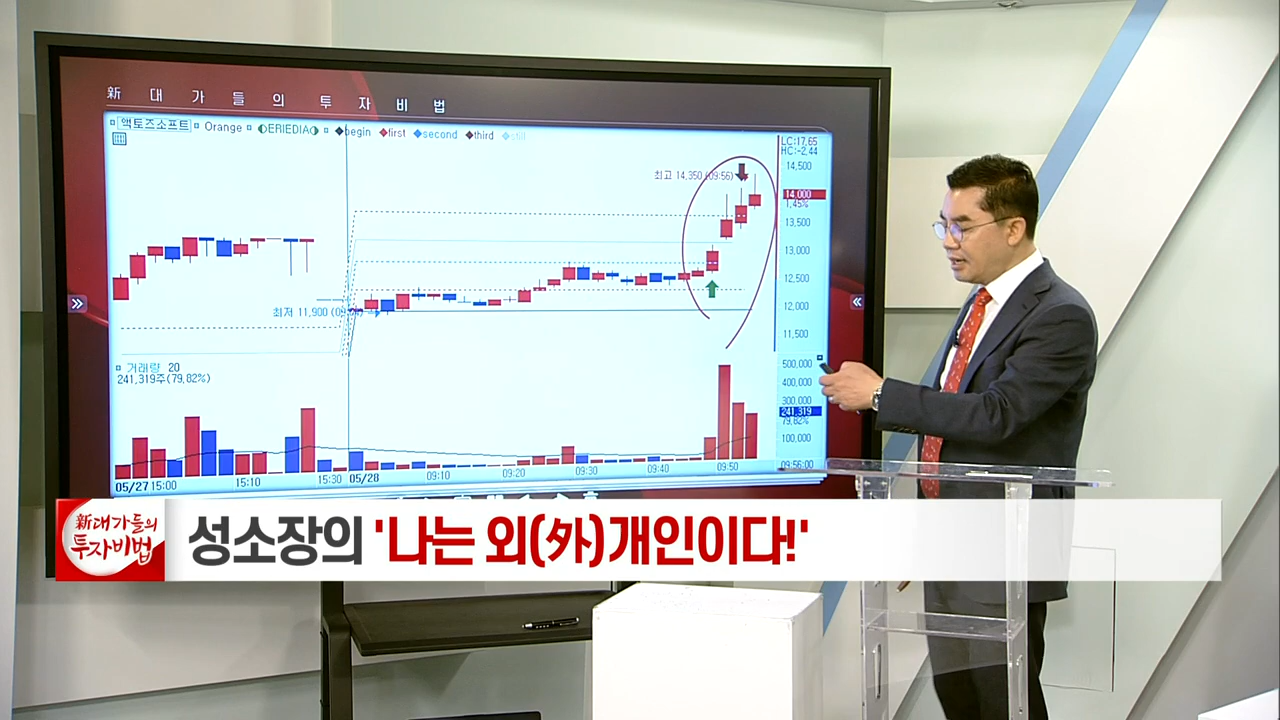 新 대 가 들 의 투 자 비 법
액토즈소프트 Orange ERIEDIA begin first second third still
LC:17,65
HC:-2,44
최고 14,350 (09:56)
14,500
14,000
1,45%
13,500
13,000
12,500
12,000
11,500
최저 11,900
거래량 20
241,319주(79,82%)
500,000
400,000
300,000
241,319
79,82%
100,000
05/27 15:00 15:10 15:30 05/28 09:10 09:20 09:30 09:40 09:50 09:56:00
新대가들의
투자비법
성소장의 '나는 외(外)개인이다!'